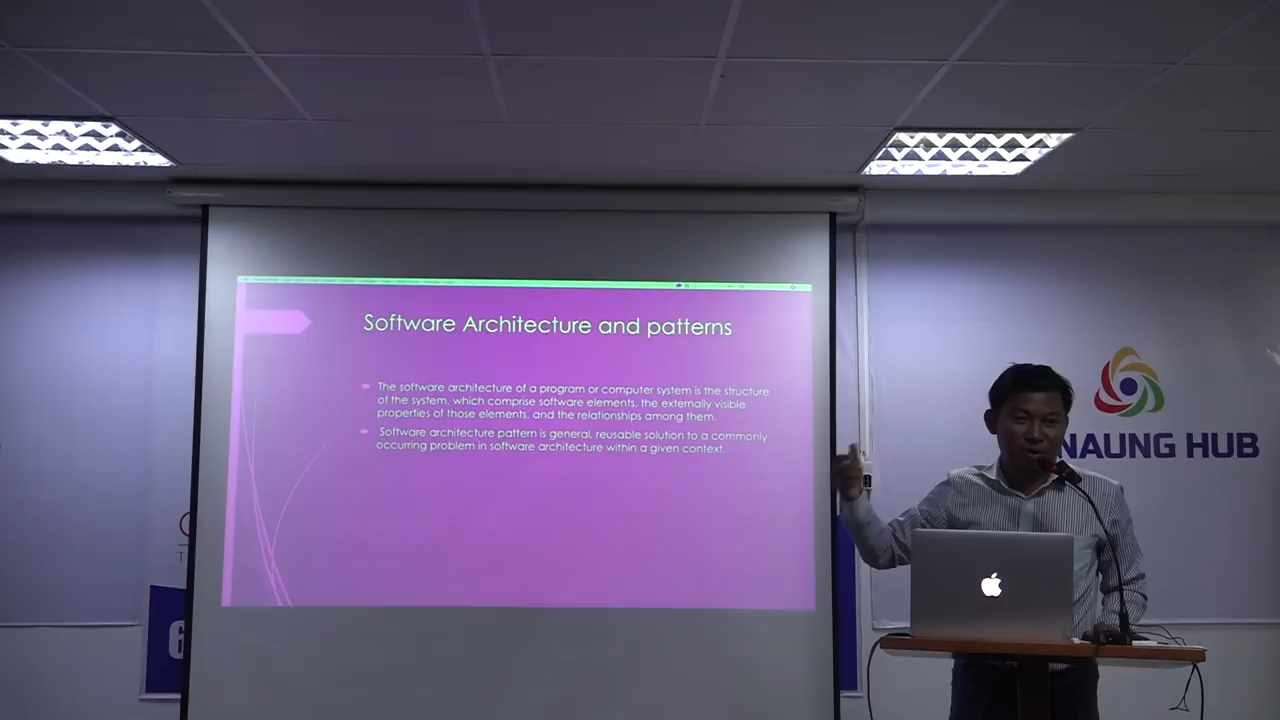 Software Architecture and patterns
The software architecture of a program or computer system is the structure
of the system, which comprise software elements, the externally visible
properties of those elements, and the relationships among them.
Software architecture pattern is general, reusable solution to a commonly
occurring problem in software architecture within a given context.
NAUNG HUB
6